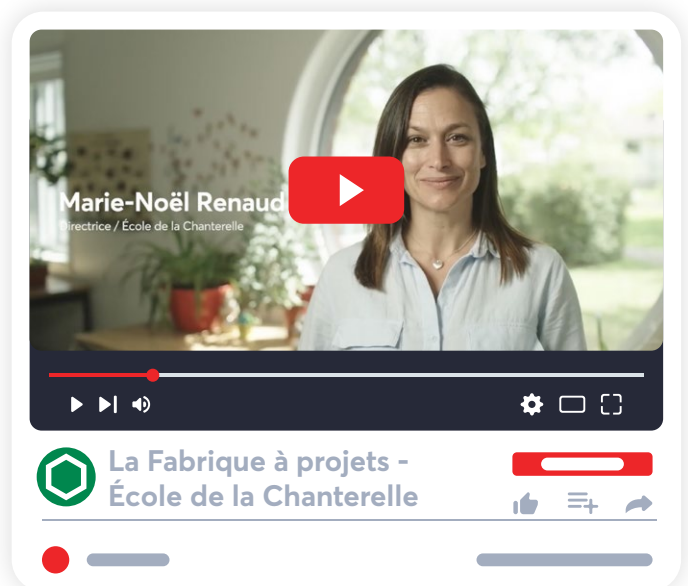 Marie-Noël Renaud
Directrice / École de la Chanterelle
La Fabrique à projets -
École de la Chanterelle